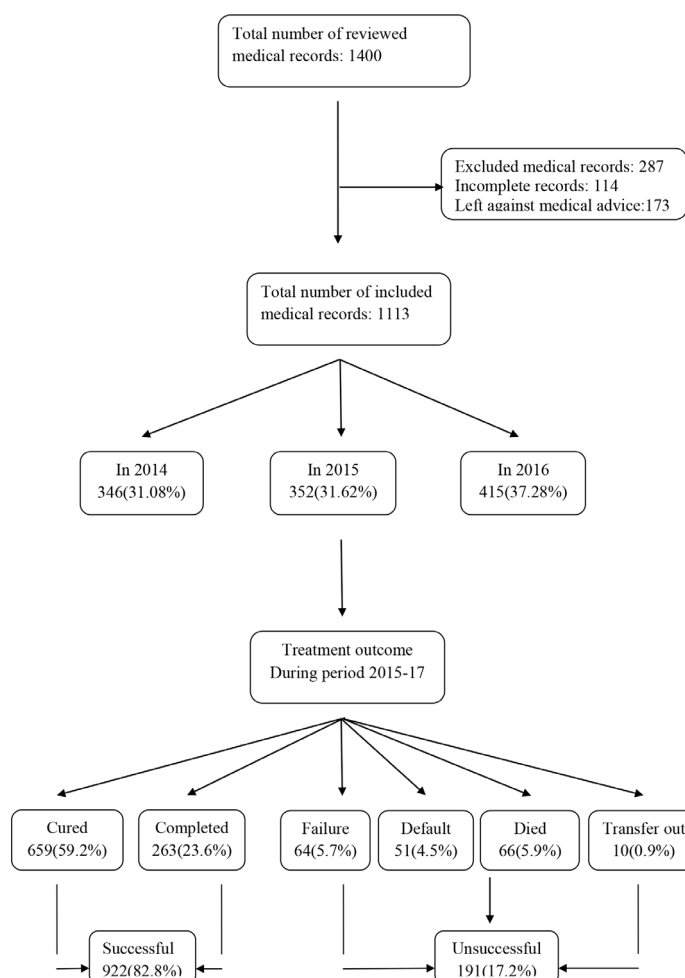 Total number of reviewed
medical records: 1400
Excluded medical records: 287
Incomplete records: 114
Left against medical advice:173
Total number of included
medical records: 1113
In 2014
346(31.08%)
In 2015
352(31.62%)
In 2016
415(37.28%)
Treatment outcome
During period 2015-17
Cured
659(59.2%)
Completed
263(23.6%)
Failure
64(5.7%)
Default
51(4.5%)
Died
66(5.9%)
Transfer out
10(0.9%)
Successful
922(82.8%)
Unsuccessful
191(17.2%)